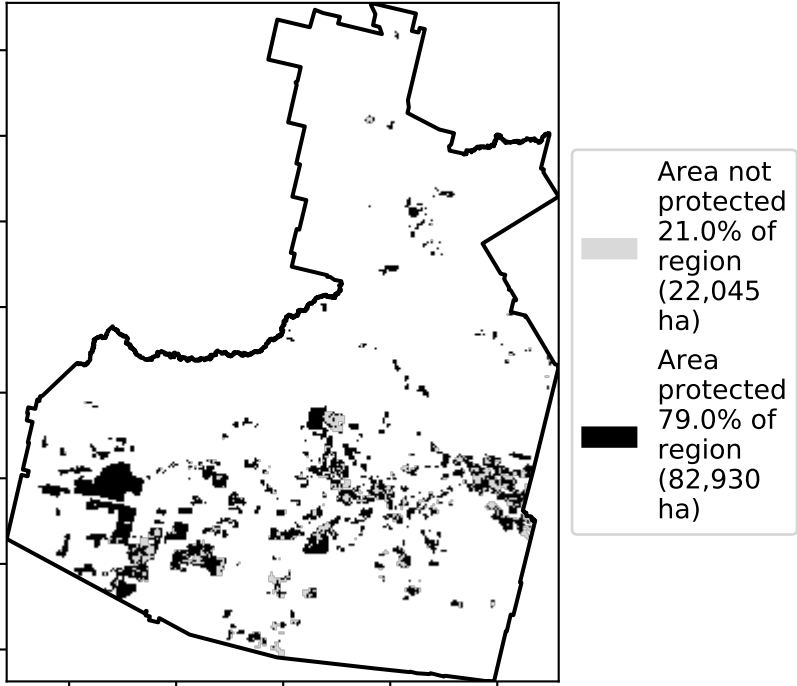 Area not
protected
21.0% of
region
(22,045
ha)
Area
protected
79.0% of
region
(82,930
ha)